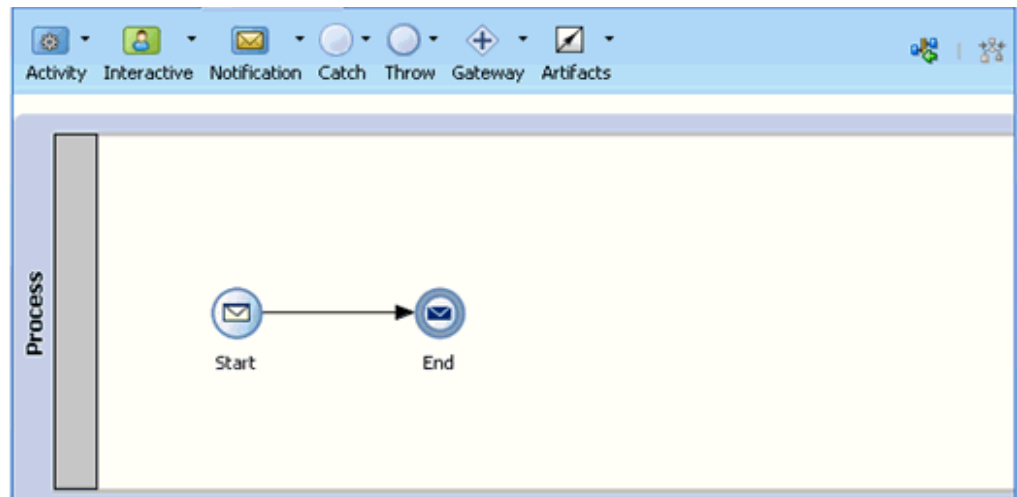 Activity Interactive Notification Catch Throw Gateway Artifacts
Process
Start End